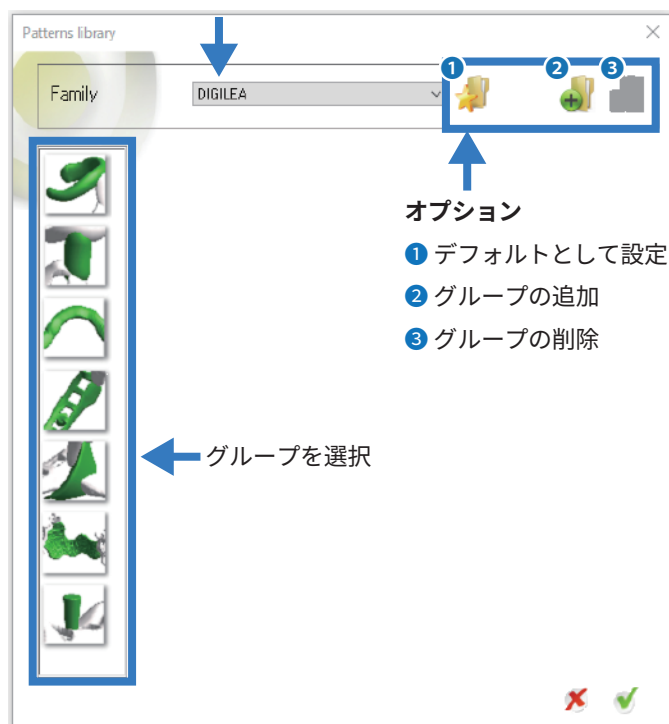 Patterns library
Family
DIGILEA
1 2 3
オプション
1 デフォルトとして設定
2 グループの追加
3 グループの削除
グループを選択